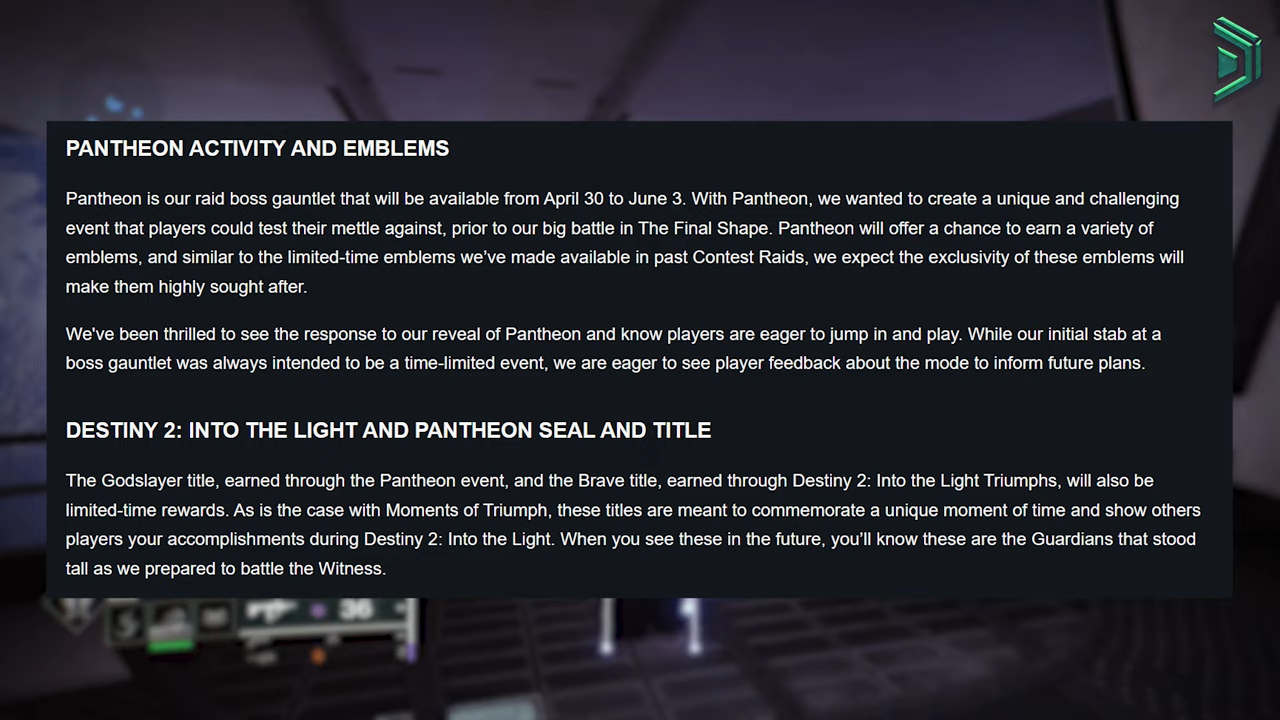 PANTHEON ACTIVITY AND EMBLEMS
Pantheon is our raid boss gauntlet that will be available from April 30 to June 3. With Pantheon, we wanted to create a unique and challenging
event that players could test their mettle against, prior to our big battle in The Final Shape. Pantheon will offer a chance to earn a variety of
emblems, and similar to the limited-time emblems we've made available in past Contest Raids, we expect the exclusivity of these emblems will
make them highly sought after.
We've been thrilled to see the response to our reveal of Pantheon and know players are eager to jump in and play. While our initial stab at a
boss gauntlet was always intended to be a time-limited event, we are eager to see player feedback about the mode to inform future plans.
DESTINY 2: INTO THE LIGHT AND PANTHEON SEAL AND TITLE
The Godslayer title, earned through the Pantheon event, and the Brave title, earned through Destiny 2: Into the Light Triumphs, will also be
limited-time rewards. As is the case with Moments of Triumph, these titles are meant to commemorate a unique moment of time and show others
players your accomplishments during Destiny 2: Into the Light. When you see these in the future, you'll know these are the Guardians that stood
tall as we prepared to battle the Witness.
36